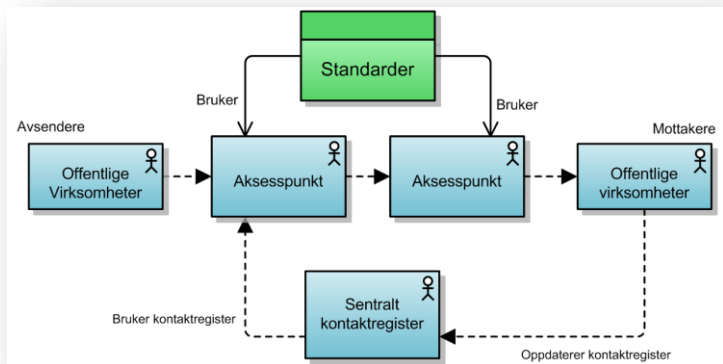 Standarder
Bruker
Bruker
Avsendere
Mottakere
Offentlige
Virksomheter
Aksesspunkt
Aksesspunkt
Offentlige
virksomheter
Bruker kontaktregister
Sentralt
kontaktregister
Oppdaterer kontaktregister